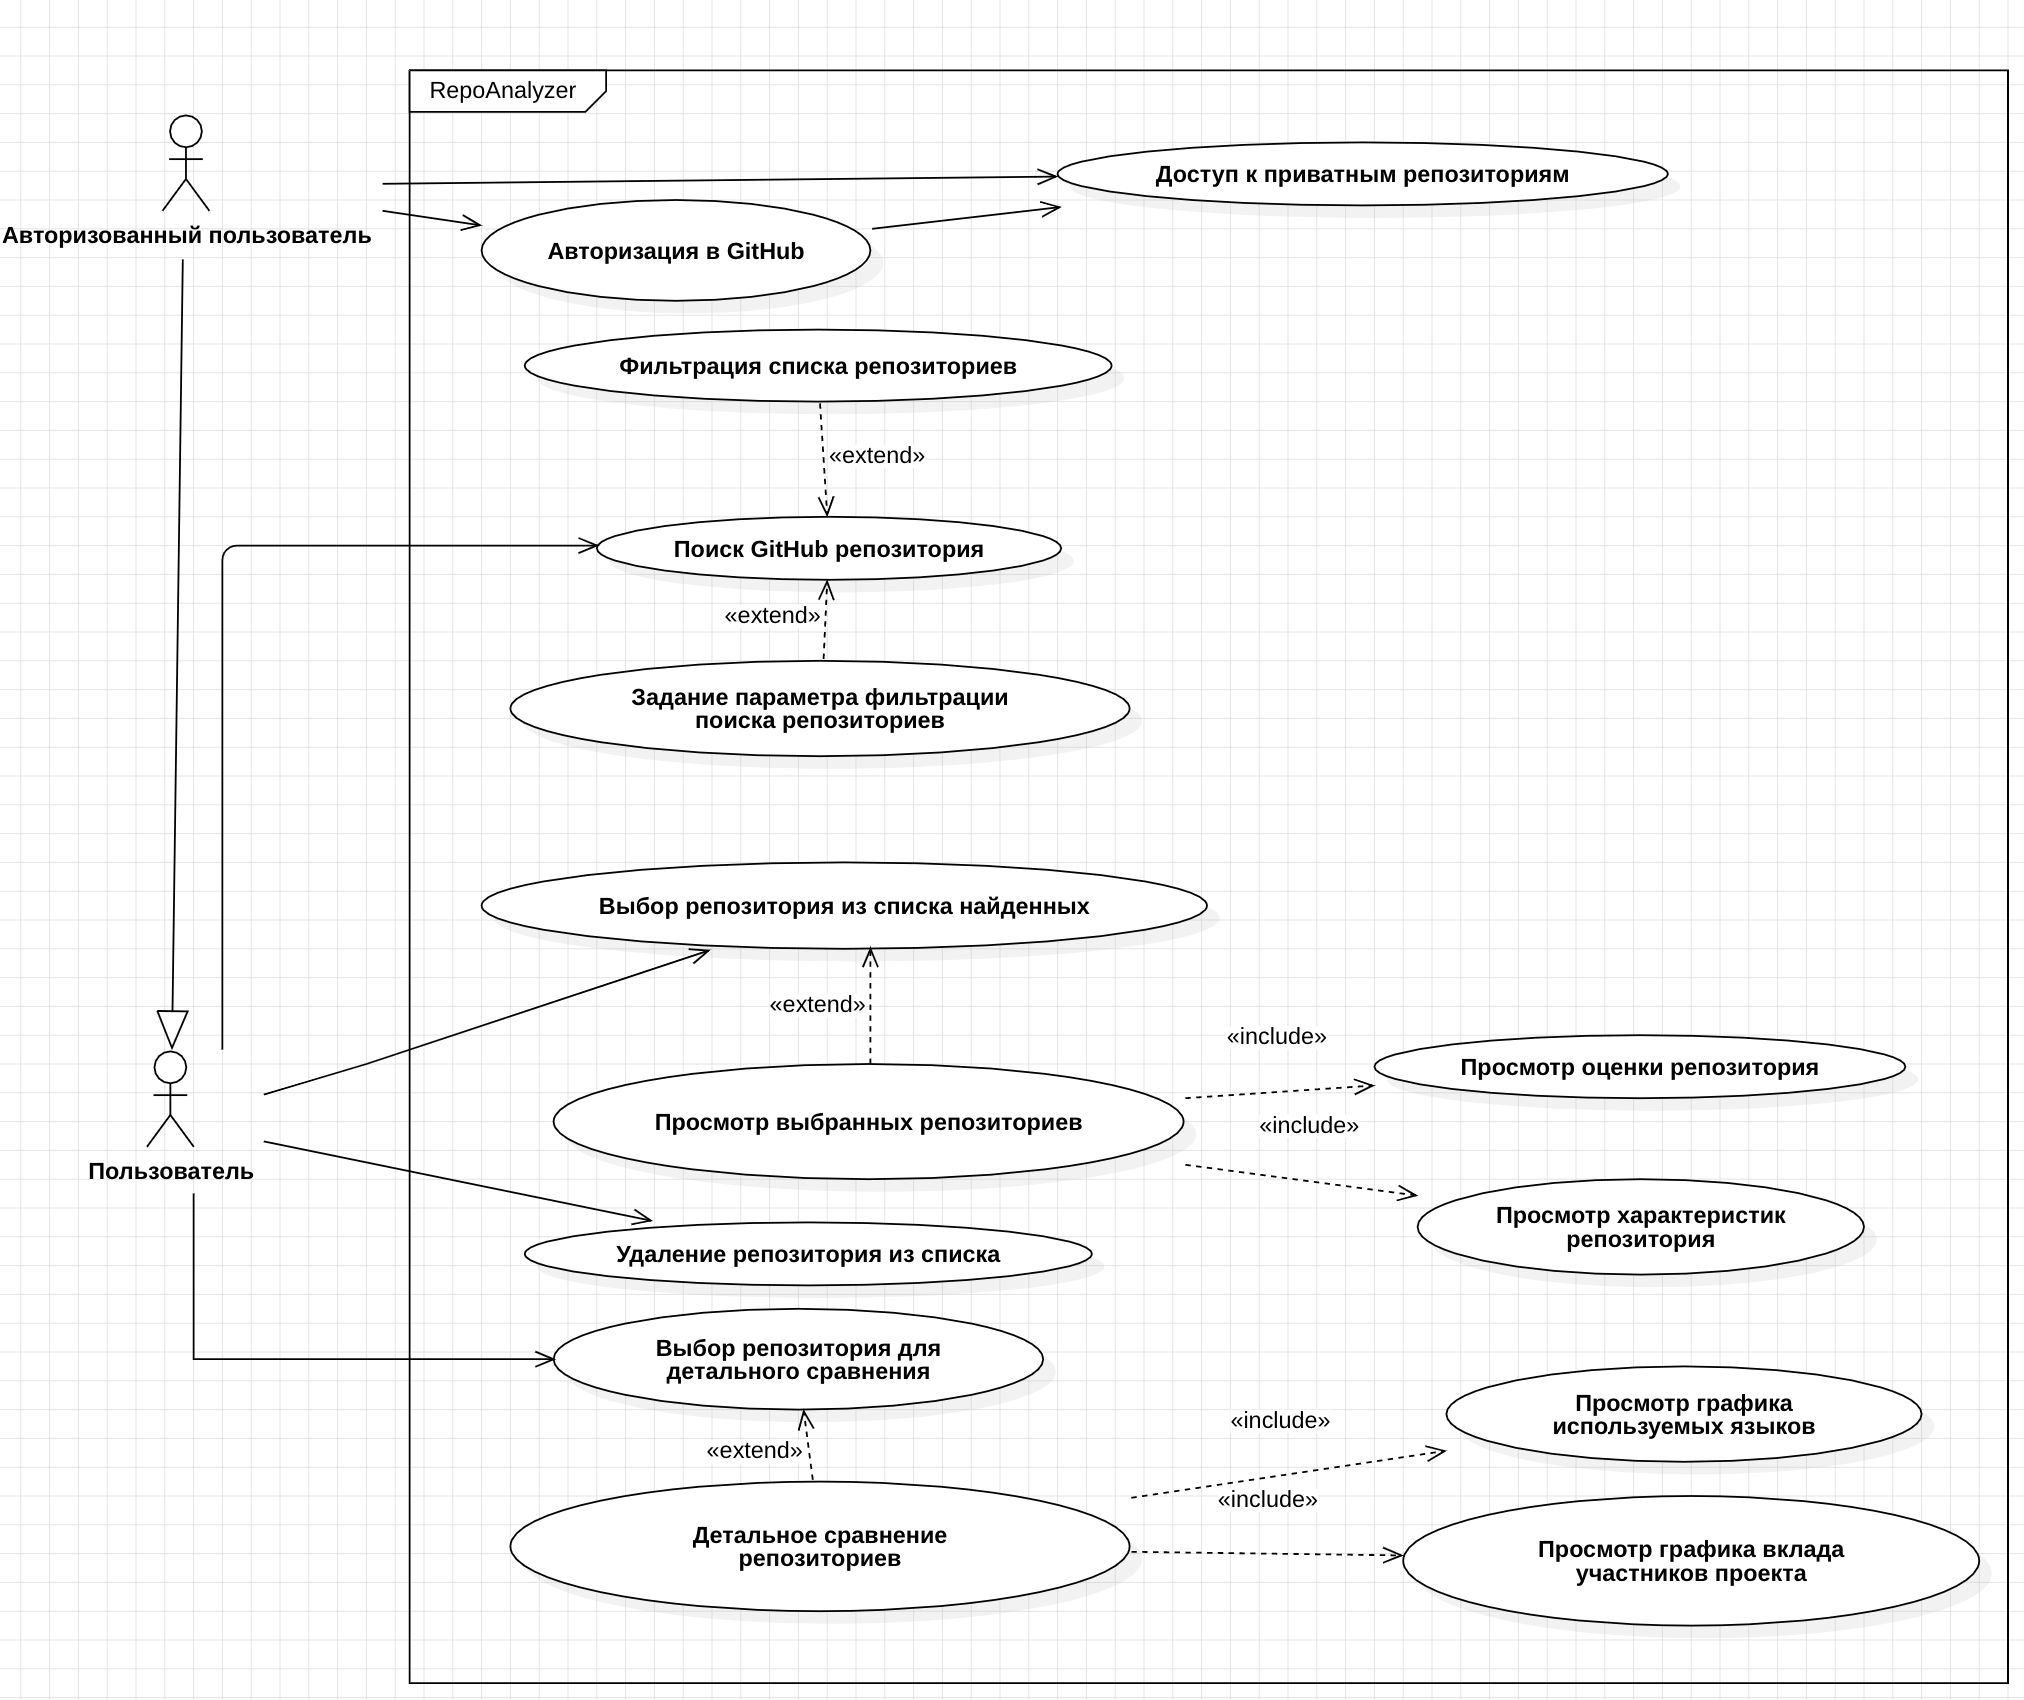 RepoAnalyzer
Доступ к приватным репозиториям
Авторизованный пользователь
Авторизация в GitHub
Фильтрация списка репозиториев
«extend»
Поиск GitHub репозитория
«extend»
Задание параметра фильтрации
поиска репозиториев
Выбор репозитория из списка найденных
«extend»
«include»
Просмотр оценки репозитория
Просмотр выбранных репозиториев
«include»
Пользователь
Просмотр характеристик
репозитория
Удаление репозитория из списка
Выбор репозитория для
детального сравнения
Просмотр графика
используемых языков
«include»
«extend»
«include»
Детальное сравнение
репозиториев
Просмотр графика вклада
участников проекта